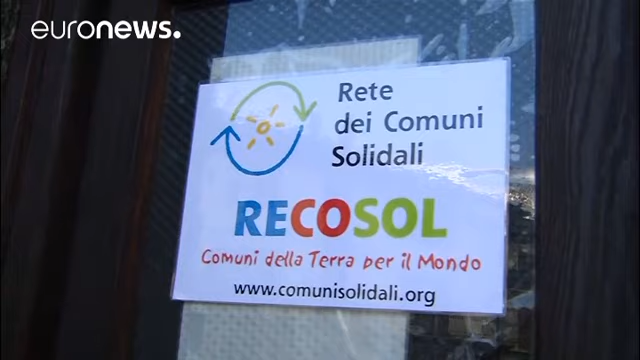 euronews.
Rete
dei Comuni
Solidali
RECOSOL
Comuni della Terra per il Mondo
www.comunisolidali.org